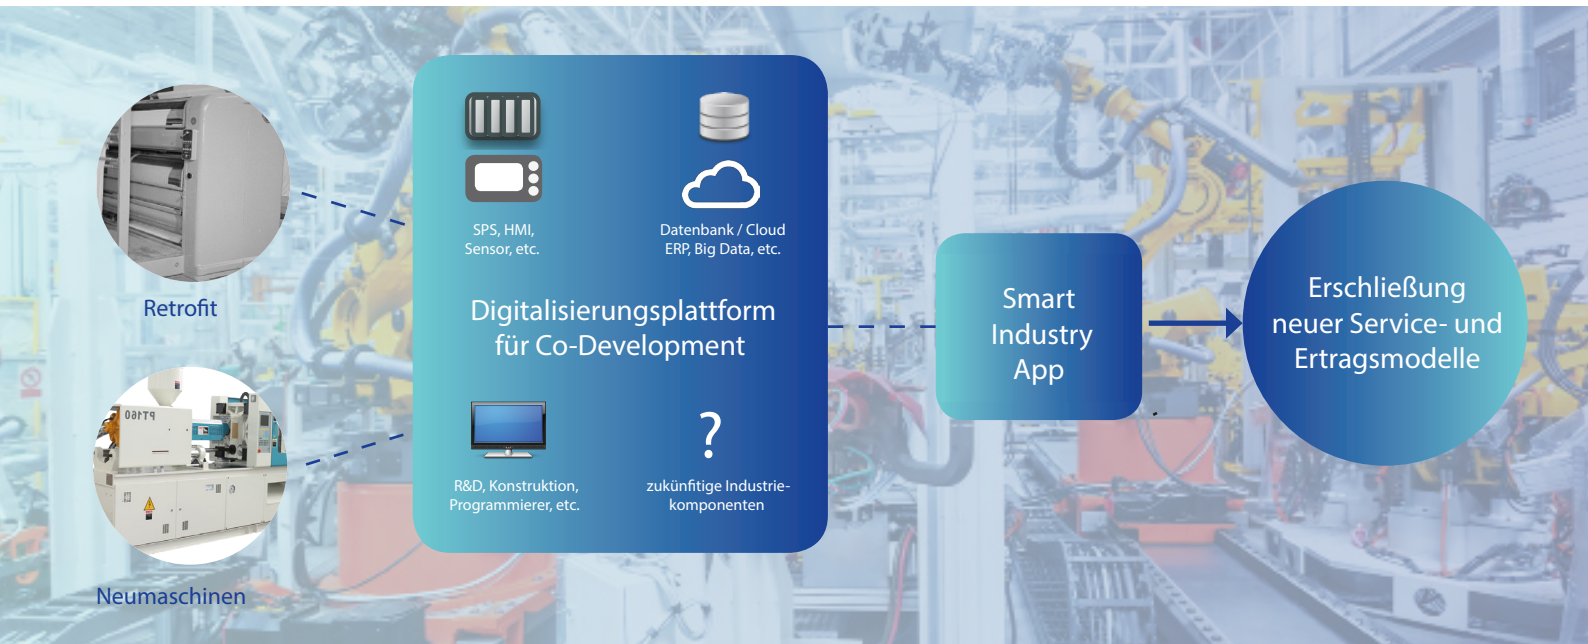 Retrofit
PT160
Neumaschinen
SPS, HMI,
Sensor, etc.
Datenbank / Cloud
ERP, Big Data, etc.
Digitalisierungsplattform
für Co-Development
R&D, Konstruktion,
Programmierer, etc.
?
zukünfitige Industrie-
komponenten
Smart
Industry
App
Erschließung
neuer Service- und
Ertragsmodelle